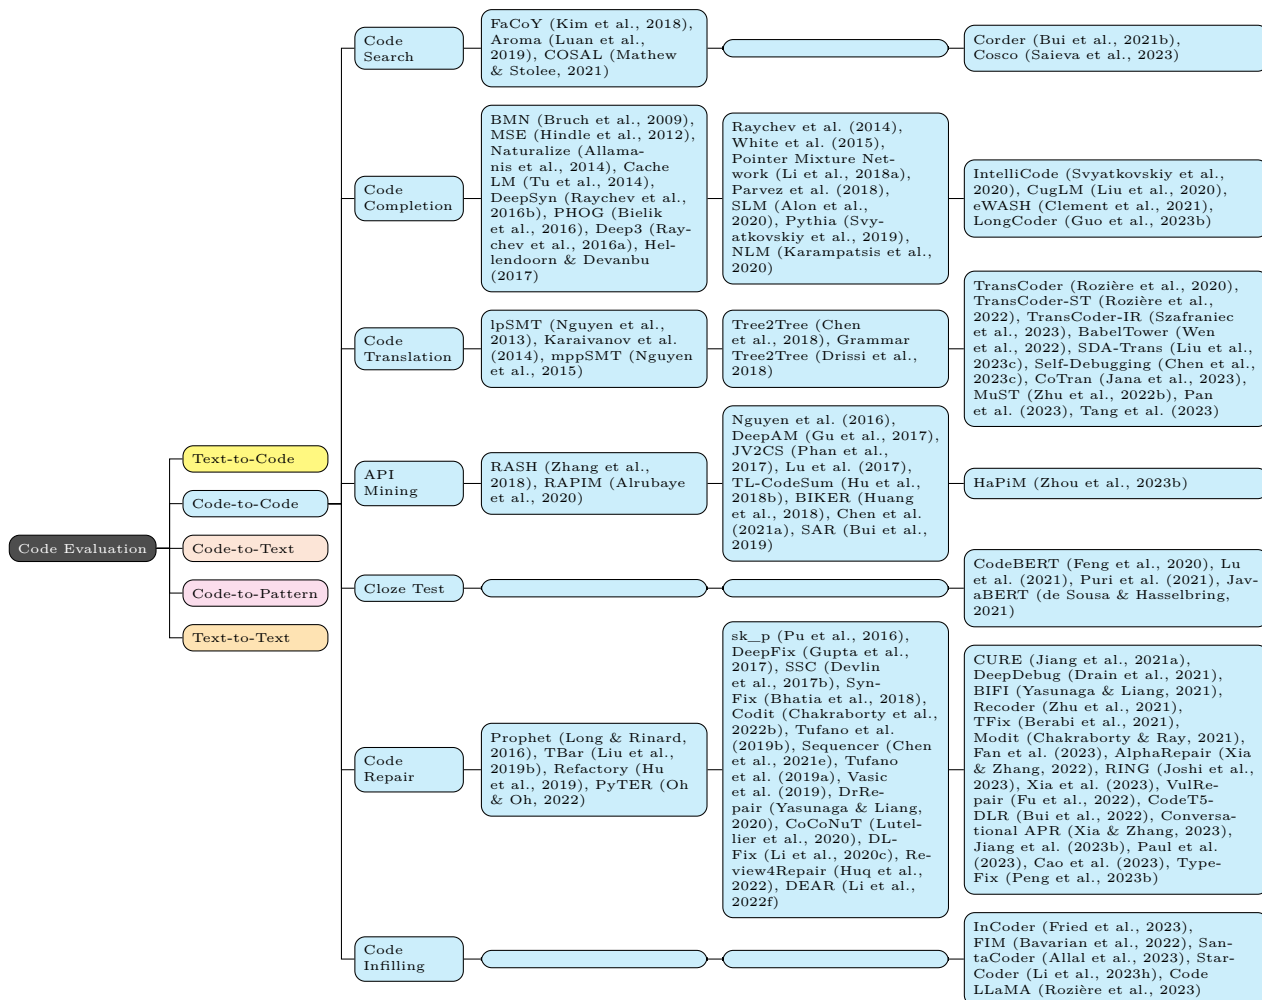 Code Evaluation
Text-to-Code
Code-to-Code
Code-to-Text
Code-to-Pattern
Text-to-Text
Code
Search
FaCoY (Kim et al., 2018),
Aroma (Luan et al.,
2019), COSAL (Mathew
& Stolee, 2021)
Corder (Bui et al., 2021b),
Cosco (Saieva et al., 2023)
Code
Completion
BMN (Bruch et al., 2009),
MSE (Hindle et al., 2012),
Naturalize (Allama-
nis et al., 2014), Cache
LM (Tu et al., 2014),
DeepSyn (Raychev et al.,
2016b), PHOG (Bielik
et al., 2016), Deep3 (Ray-
chev et al., 2016a), Hel-
lendoorn & Devanbu
(2017)
Raychev et al. (2014),
White et al. (2015),
Pointer Mixture Net-
work (Li et al., 2018a),
Parvez et al. (2018),
SLM (Alon et al.,
2020), Pythia (Svy-
atkovskiy et al., 2019),
NLM (Karampatsis et al.,
2020)
IntelliCode (Svyatkovskiy et al.,
2020), CugLM (Liu et al., 2020),
eWASH (Clement et al., 2021),
LongCoder (Guo et al., 2023b)
Code
Translation
lpSMT (Nguyen et al.,
2013), Karaivanov et al.
(2014), mppSMT (Nguyen
et al., 2015)
Tree2Tree (Chen
et al., 2018), Grammar
Tree2Tree (Drissi et al.,
2018)
TransCoder (Rozière et al., 2020),
TransCoder-ST (Rozière et al.,
2022), TransCoder-IR (Szafraniec
et al., 2023), BabelTower (Wen
et al., 2022), SDA-Trans (Liu et al.,
2023c), Self-Debugging (Chen et al.,
2023c), CoTran (Jana et al., 2023),
MuST (Zhu et al., 2022b), Pan
et al. (2023), Tang et al. (2023)
API
Mining
RASH (Zhang et al.,
2018), RAPIM (Alrubaye
et al., 2020)
Nguyen et al. (2016),
DeepAM (Gu et al., 2017),
JV2CS (Phan et al.,
2017), Lu et al. (2017),
TL-CodeSum (Hu et al.,
2018b), BIKER (Huang
et al., 2018), Chen et al.
(2021a), SAR (Bui et al.,
2019)
HaPiM (Zhou et al., 2023b)
Cloze Test
CodeBERT (Feng et al., 2020), Lu
et al. (2021), Puri et al. (2021), Jav-
aBERT (de Sousa & Hasselbring,
2021)
Code
Repair
Prophet (Long & Rinard,
2016), TBar (Liu et al.,
2019b), Refactory (Hu
et al., 2019), PyTER (Oh
& Oh, 2022)
sk_p (Pu et al., 2016),
DeepFix (Gupta et al.,
2017), SSC (Devlin
et al., 2017b), Syn-
Fix (Bhatia et al., 2018),
Codit (Chakraborty et al.,
2022b), Tufano et al.
(2019b), Sequencer (Chen
et al., 2021e), Tufano
et al. (2019a), Vasic
et al. (2019), DrRe-
pair (Yasunaga & Liang,
2020), CoCoNuT (Lutel-
lier et al., 2020), DL-
Fix (Li et al., 2020c), Re-
view4Repair (Huq et al.,
2022), DEAR (Li et al.,
2022f)
CURE (Jiang et al., 2021a),
DeepDebug (Drain et al., 2021),
BIFI (Yasunaga & Liang, 2021),
Recoder (Zhu et al., 2021),
TFix (Berabi et al., 2021),
Modit (Chakraborty & Ray, 2021),
Fan et al. (2023), AlphaRepair (Xia
& Zhang, 2022), RING (Joshi et al.,
2023), Xia et al. (2023), VulRe-
pair (Fu et al., 2022), CodeT5-
DLR (Bui et al., 2022), Conversa-
tional APR (Xia & Zhang, 2023),
Jiang et al. (2023b), Paul et al.
(2023), Cao et al. (2023), Type-
Fix (Peng et al., 2023b)
Code
Infilling
InCoder (Fried et al., 2023),
FIM (Bavarian et al., 2022), San-
taCoder (Allal et al., 2023), Star-
Coder (Li et al., 2023h), Code
LLaMA (Rozière et al., 2023)